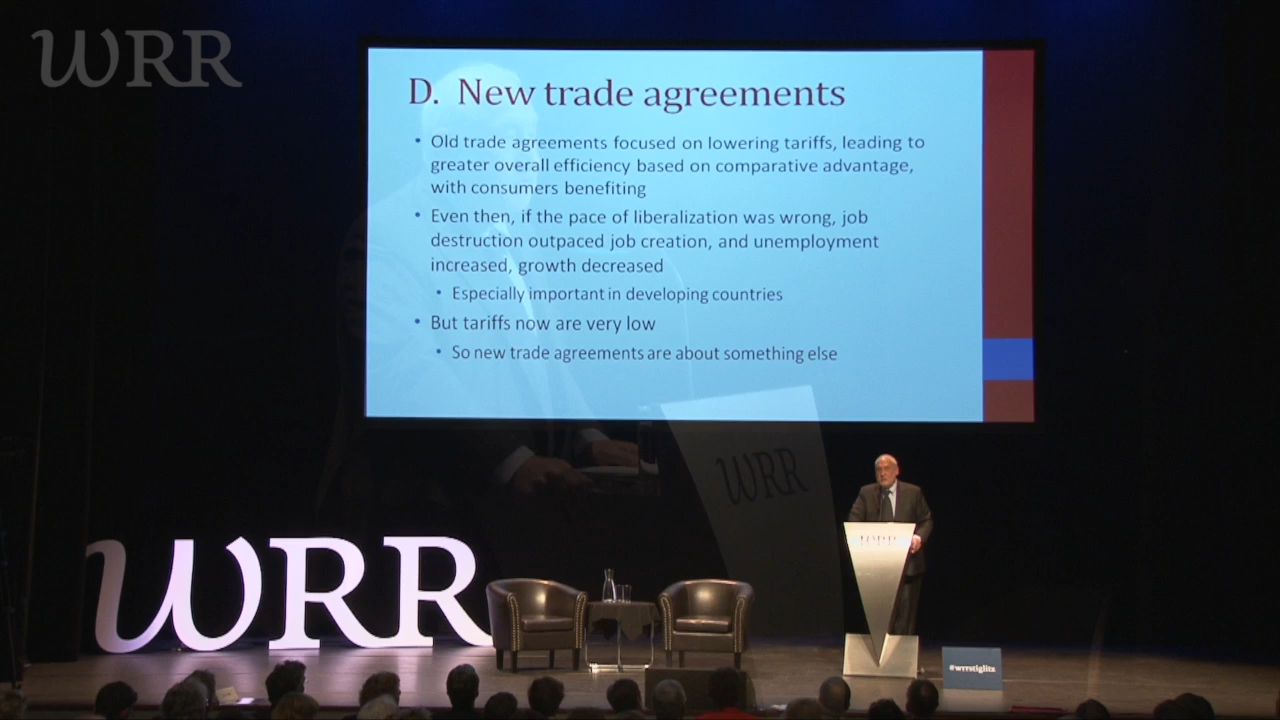 WRR
D. New trade agreements
• Old trade agreements focused on lowering tariffs, leading to
greater overall efficiency based on comparative advantage,
with consumers benefiting
• Even then, if the pace of liberalization was wrong, job
destruction outpaced job creation, and unemployment
increased, growth decreased
• Especially important in developing countries
• But tariffs now are very low
• So new trade agreements are about something else
WRR
WRR
WRR
#wrrstiglitz